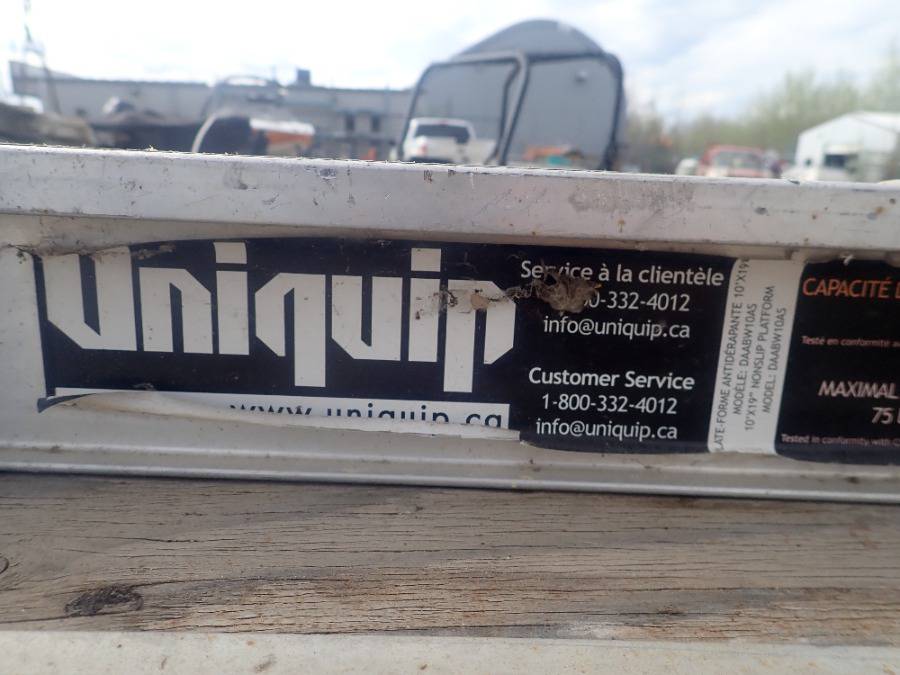 uniquip
www.uniquip.ca
Service à la clientèle
0-332-4012
info@uniquip.ca
Customer Service
1-800-332-4012
info@uniquip.ca
PLATE-FORME ANTIDÉRAPANTE 10"X19"
MODÈLE: DAABW10AS
10"X19" NONSLIP PLATFORM
MODEL: DAABW10AS
CAPACITÉ
Testé en conformité
MAXIMAL
75
Tested in conformity with